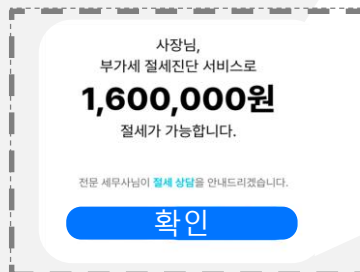 사장님,
부가세 절세진단 서비스로
1,600,000원
절세가 가능합니다.
전문 세무사님이 절세 상담을 안내드리겠습니다.
확인